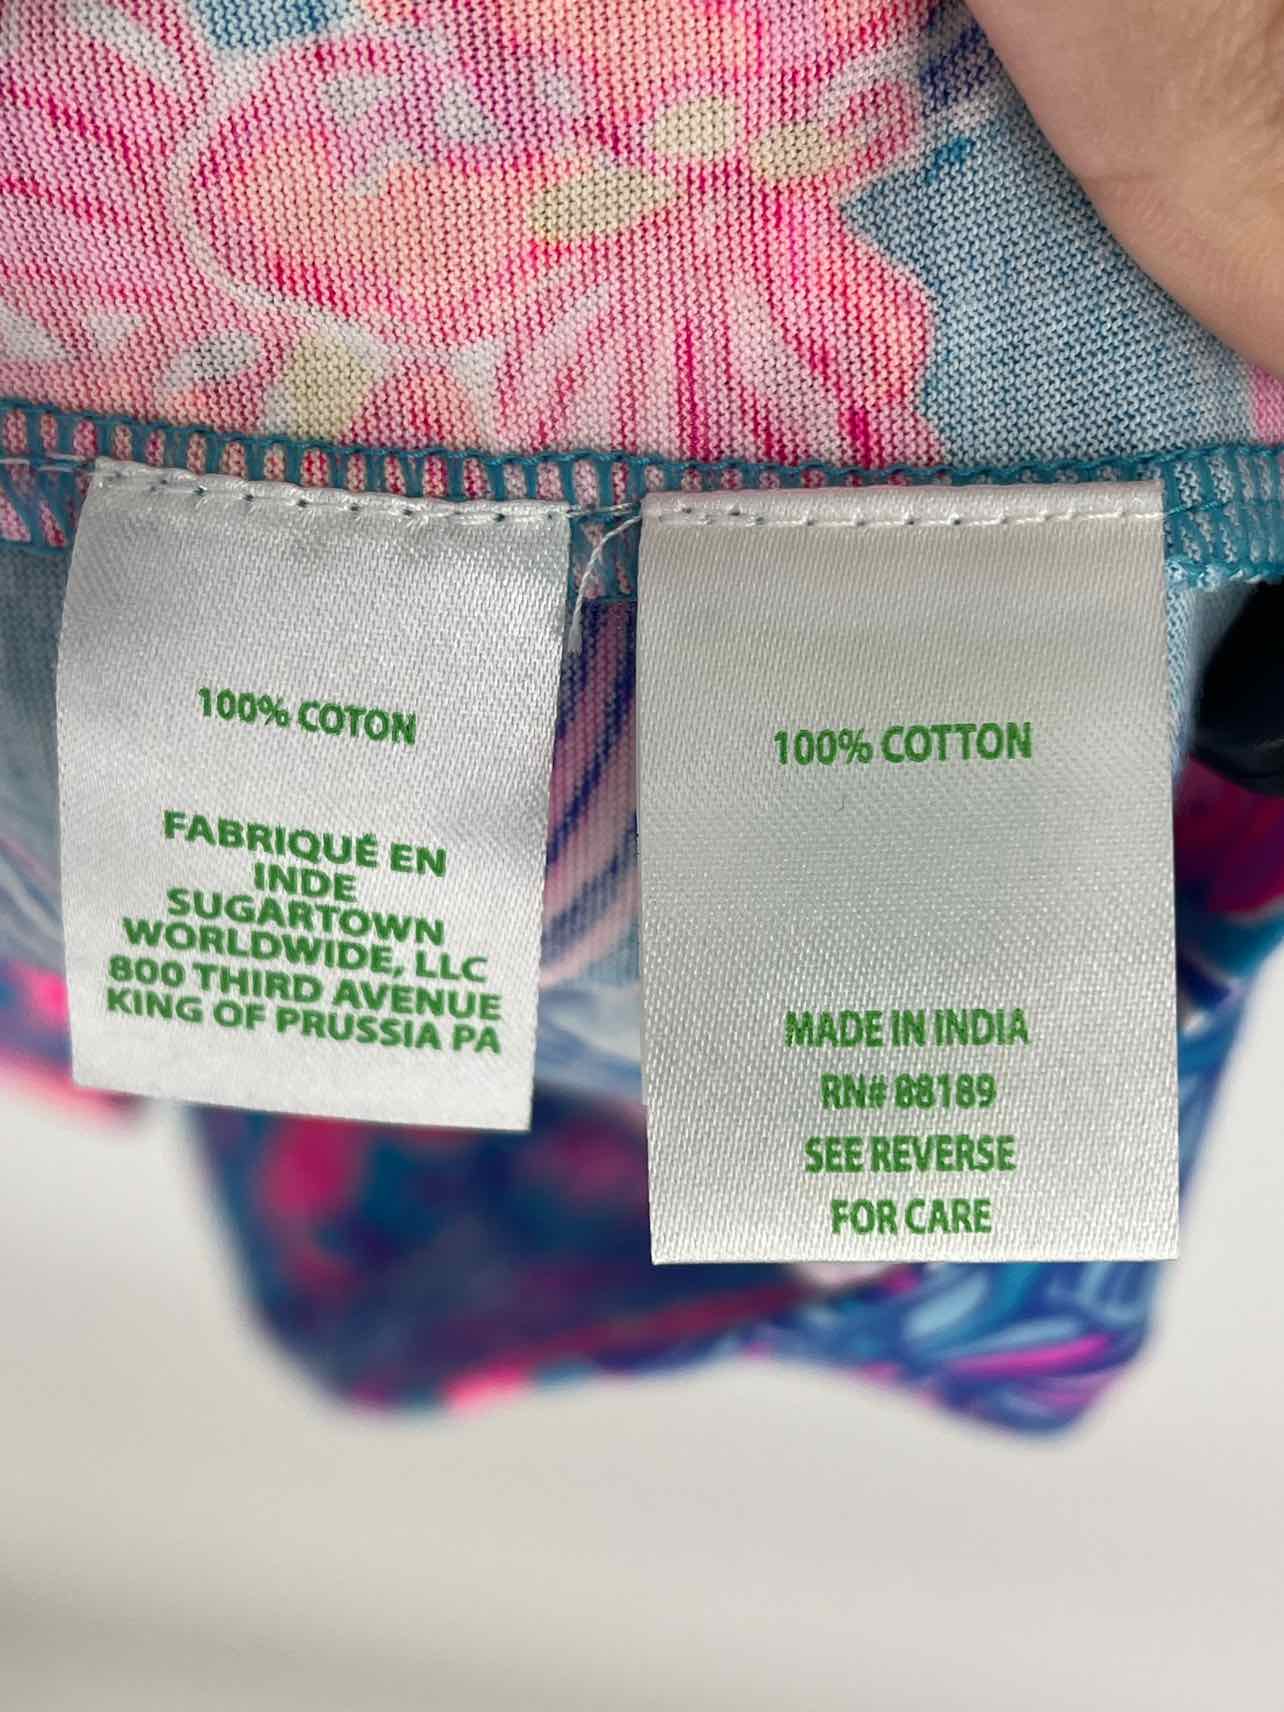 100% COTON
FABRIQUÉ EN
INDE
SUGARTOWN
WORLDWIDE, LLC
800 THIRD AVENUE
KING OF PRUSSIA PA
100% COTTON
MADE IN INDIA
RN# 88189
SEE REVERSE
FOR CARE